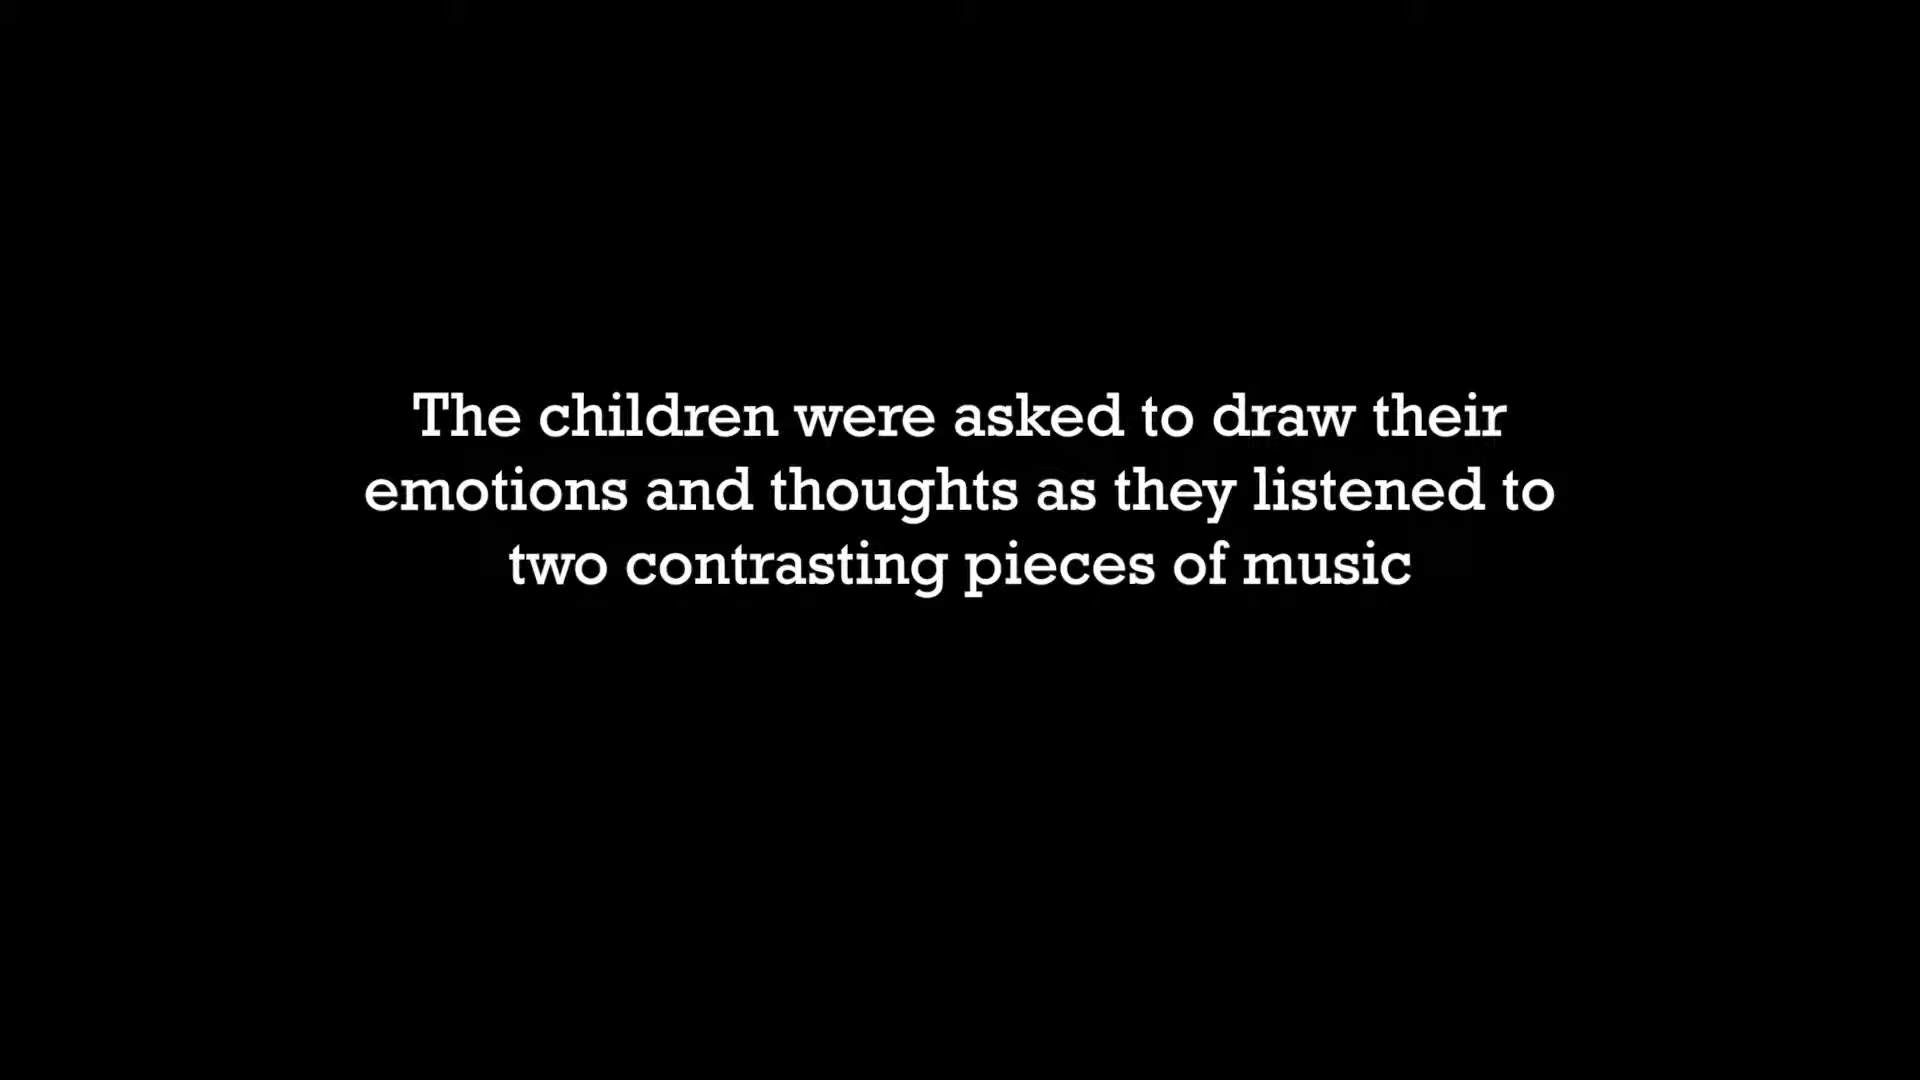 The children were asked to draw their
emotions and thoughts as they listened to
two contrasting pieces of music